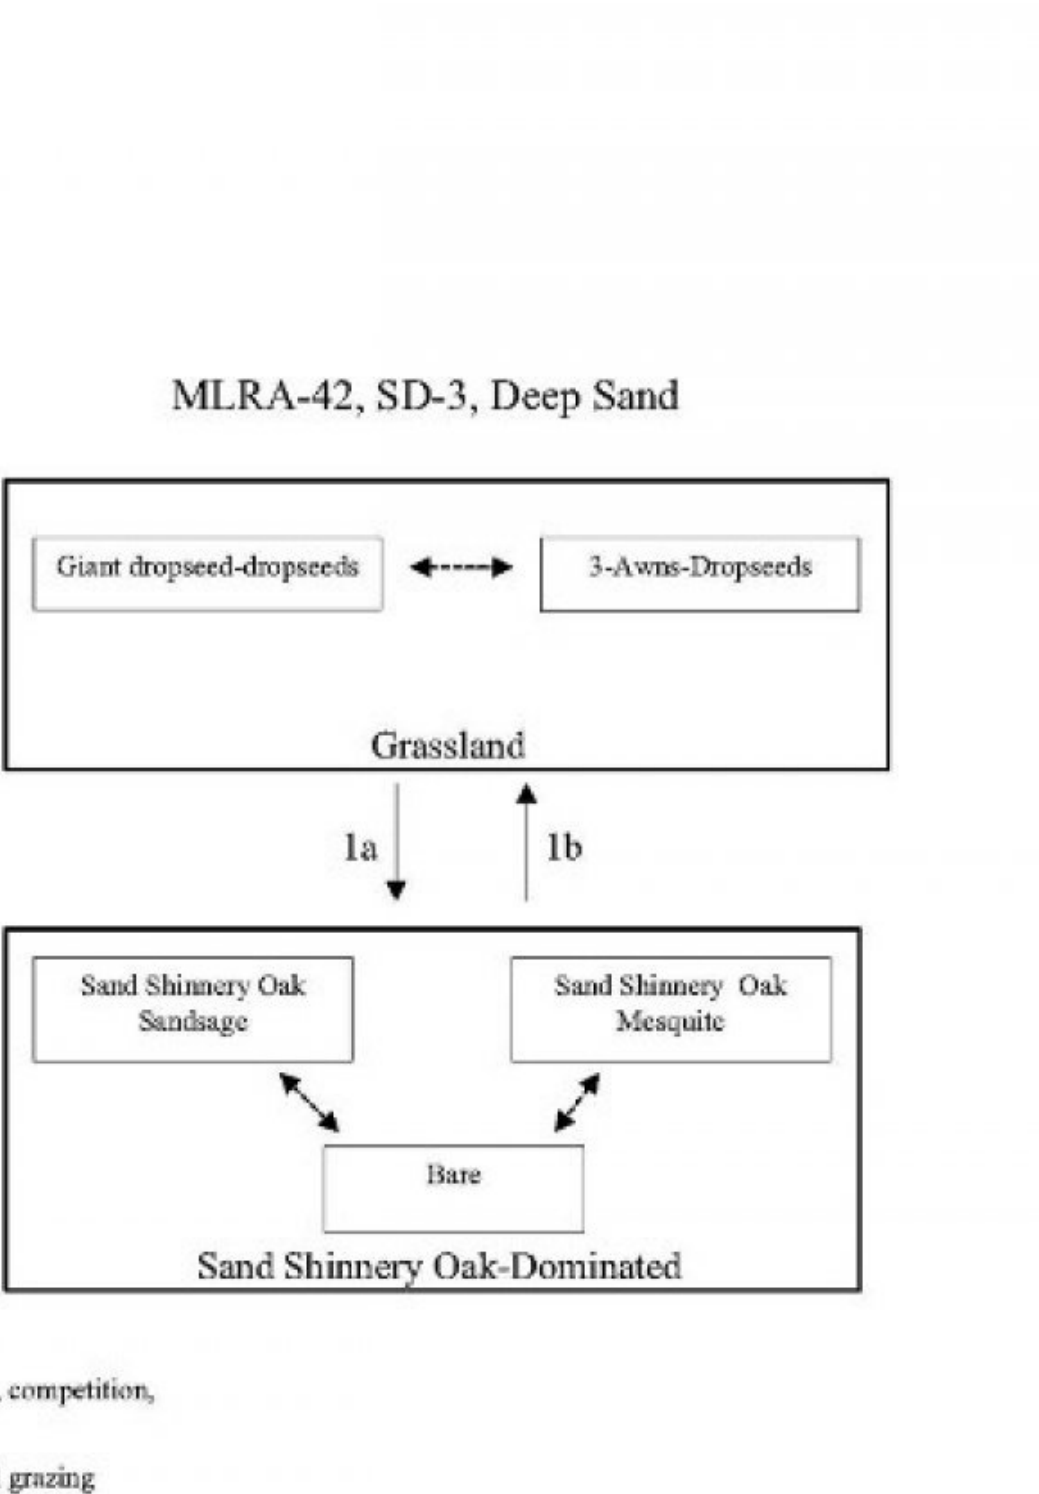 MLRA-42, SD-3, Deep Sand
Giant dropseed-dropseeds
3-Awns-Dropseeds
Grassland
1a
1b
Sand Shinnery Oak
Sandsage
Sand Shinnery Oak
Mesquite
Bare
Sand Shinnery Oak-Dominated
competition,
grazing